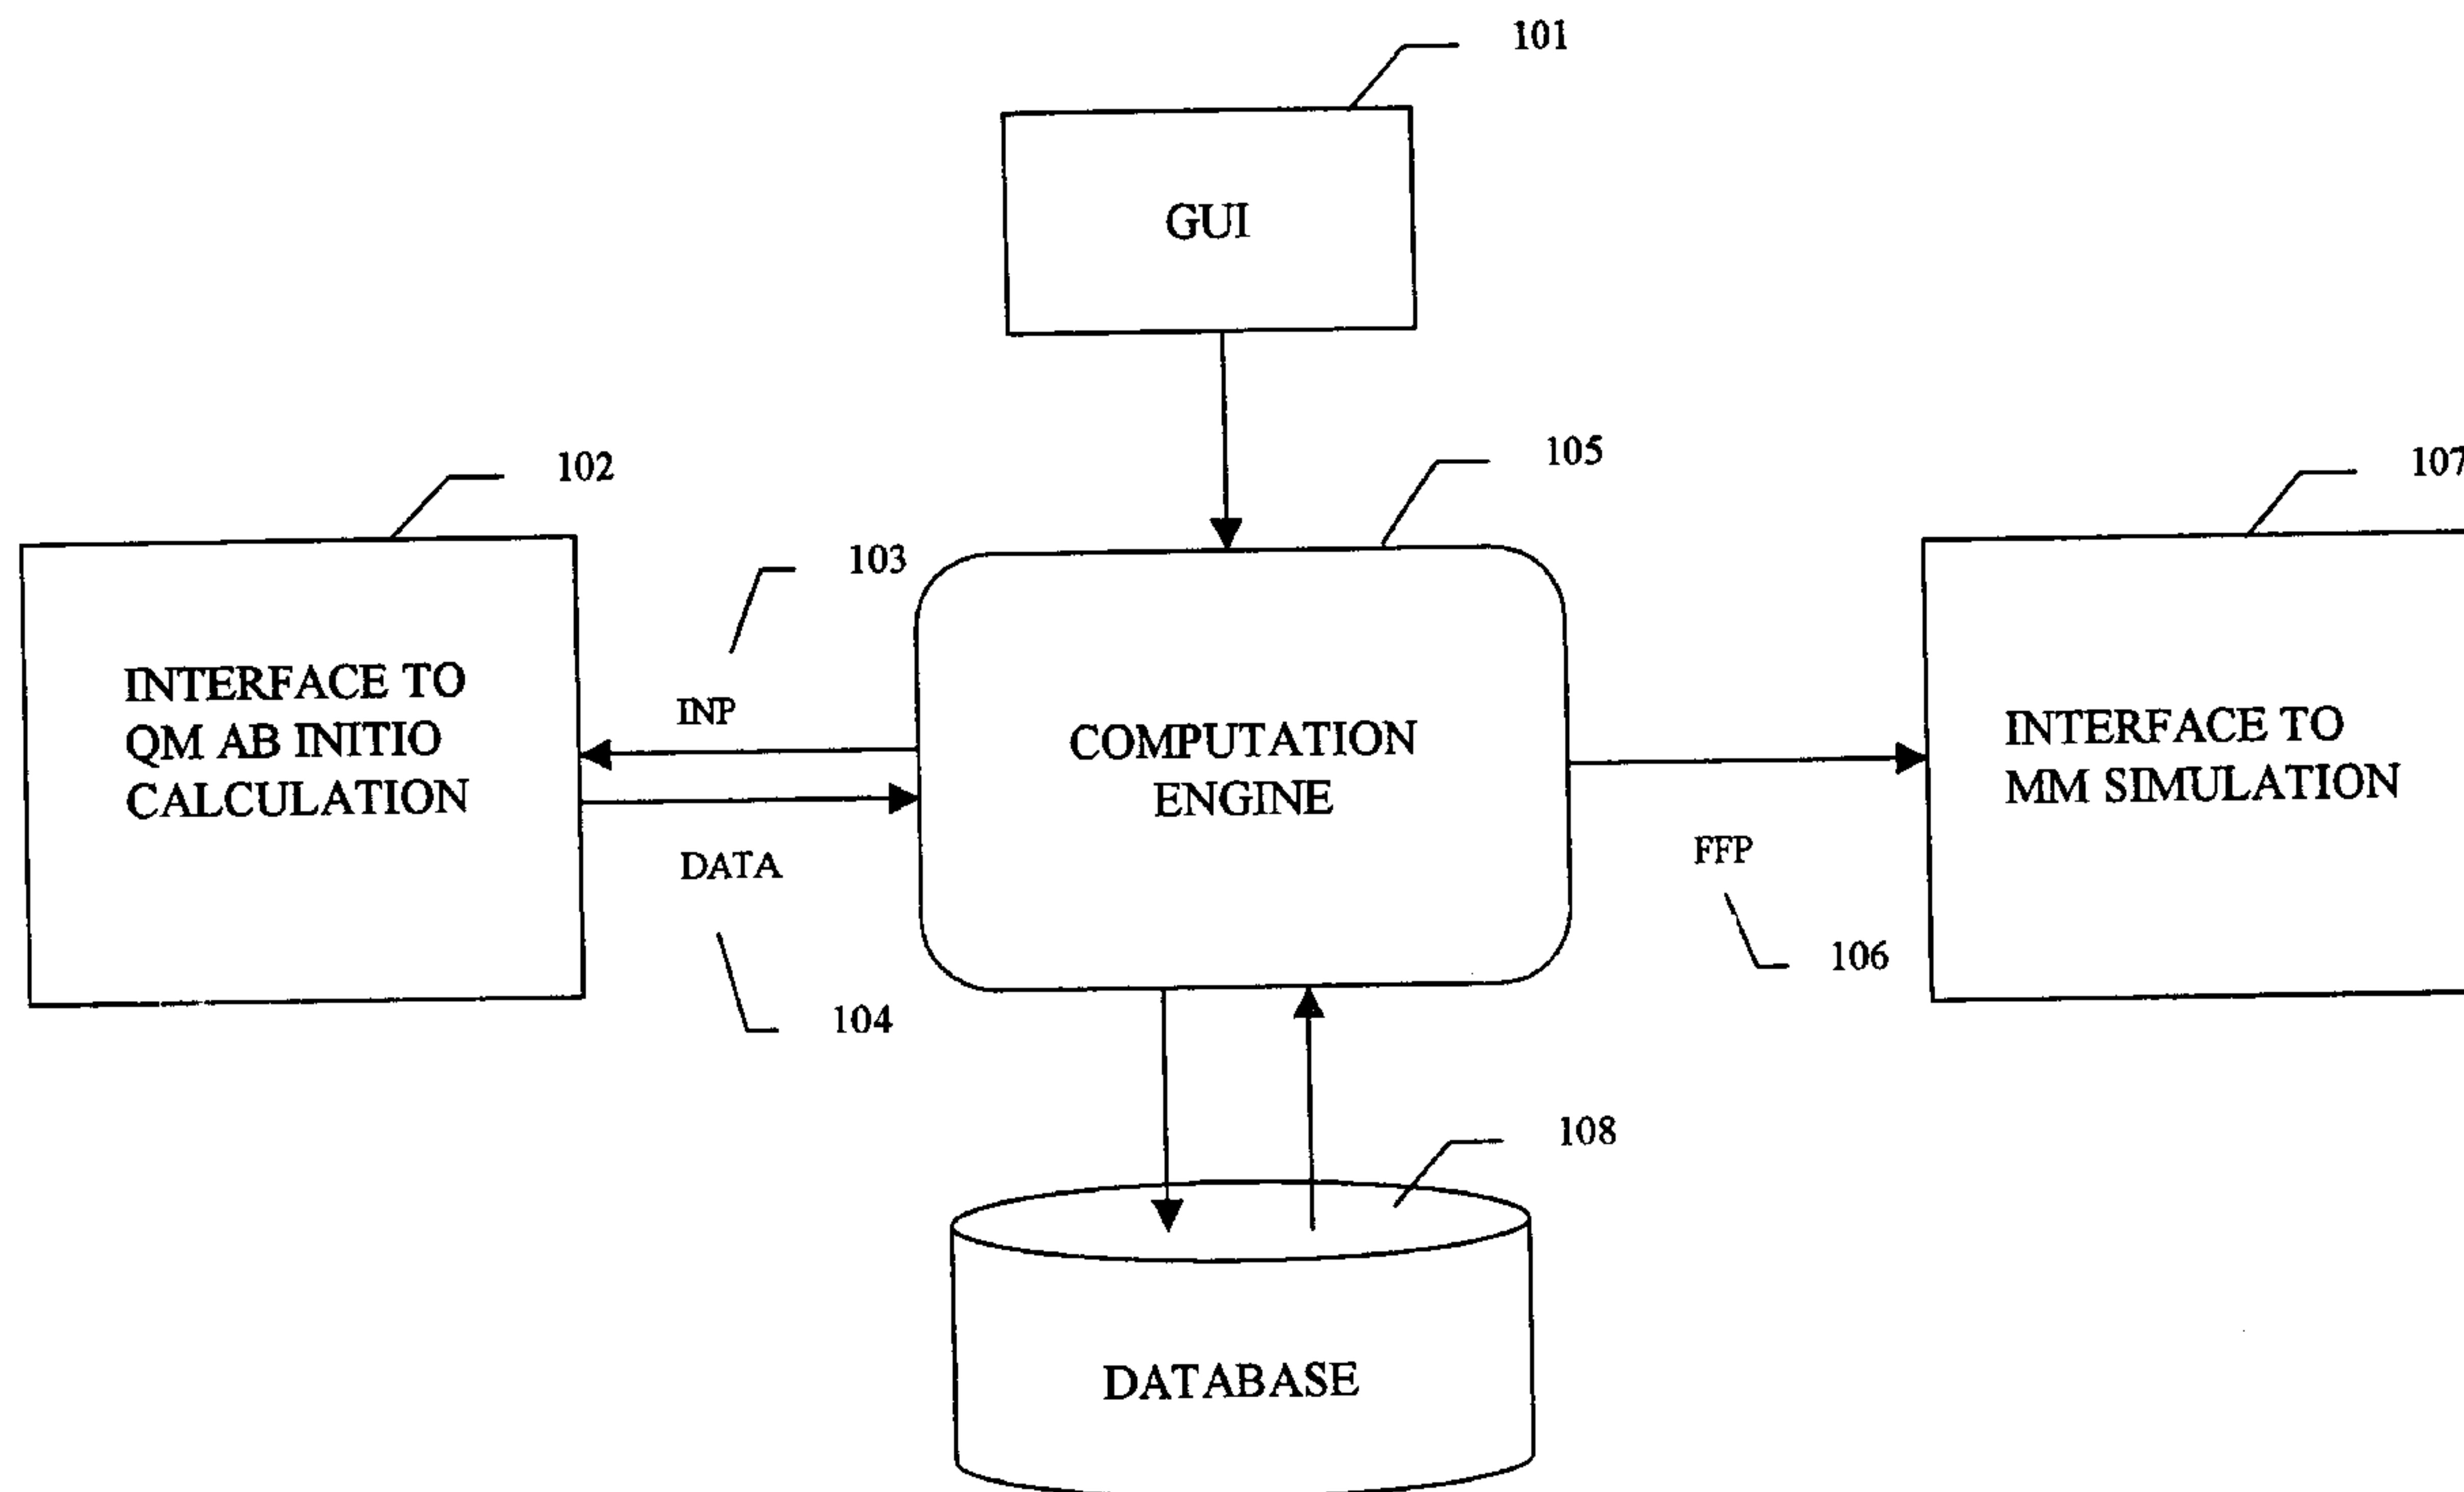 101
GUI
102
105
107
103
INTERFACE TO
QM AB INITIO
CALCULATION
INP
DATA
104
COMPUTATION
ENGINE
FFP
106
INTERFACE TO
MM SIMULATION
108
DATABASE